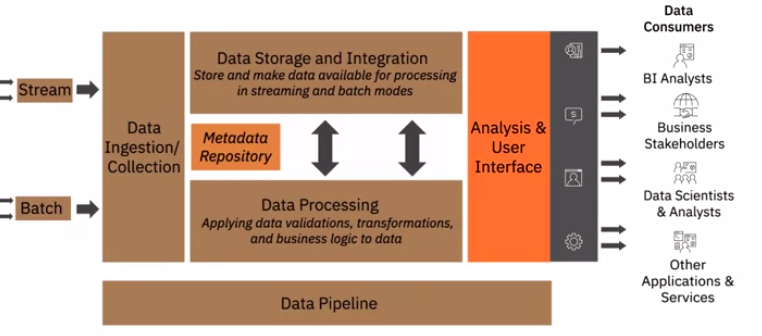 Data
Consumers
Data Storage and Integration
Store and make data available for processing
in streaming and batch modes
Stream
BI Analysts
Data
Ingestion/
Collection
Metadata
Repository
Analysis &
User
Interface
Business
Stakeholders
Batch
Data Processing
Applying data validations, transformations,
and business logic to data
Data Scientists
& Analysts
Other
Applications &
Services
Data Pipeline